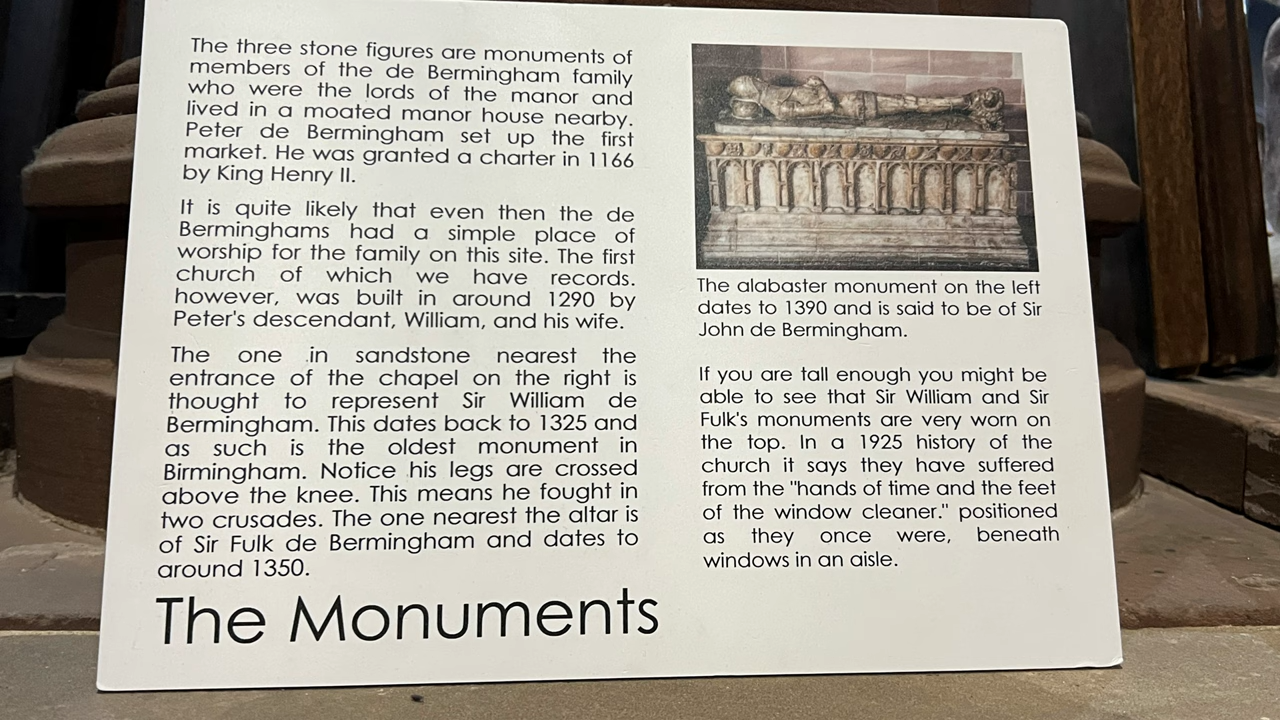 The three stone figures are monuments of
members of the de Bermingham family
who were the lords of the manor and
lived in a moated manor house nearby.
Peter de Bermingham set up the first
market. He was granted a charter in 1166
by King Henry II.
It is quite likely that even then the de
Berminghams had a simple place of
worship for the family on this site. The first
church of which we have records.
however, was built in around 1290 by
Peter's descendant, William, and his wife.
The one in sandstone nearest the
entrance of the chapel on the right is
thought to represent Sir William de
Bermingham. This dates back to 1325 and
as such is the oldest monument in
Birmingham. Notice his legs are crossed
above the knee. This means he fought in
two crusades. The one nearest the altar is
of Sir Fulk de Bermingham and dates to
around 1350.
The alabaster monument on the left
dates to 1390 and is said to be of Sir
John de Bermingham.
If you are tall enough you might be
able to see that Sir William and Sir
Fulk's monuments are very worn on
the top. In a 1925 history of the
church it says they have suffered
from the "hands of time and the feet
of the window cleaner." positioned
as they once were, beneath
windows in an aisle.
The Monuments